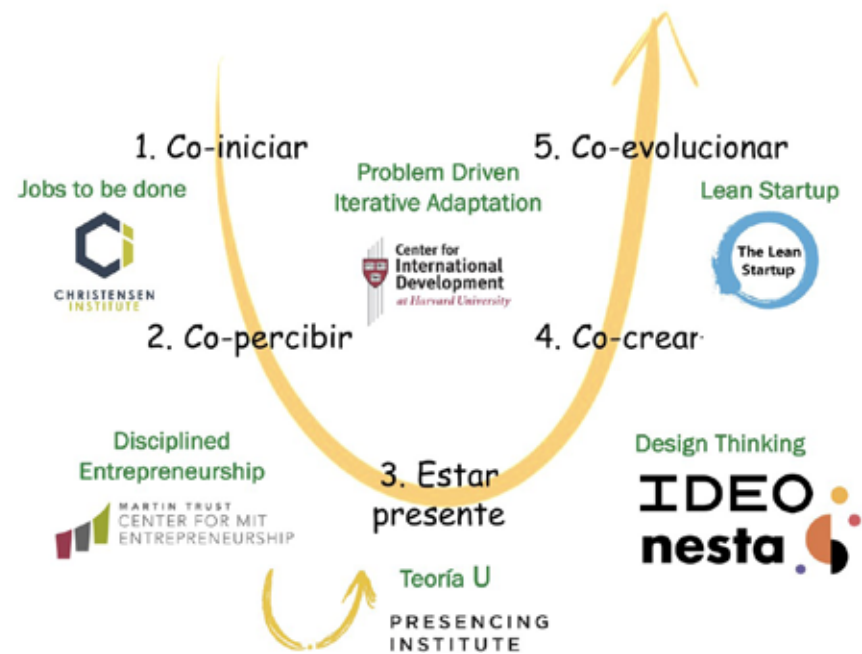 1. Co-iniciar
5. Co-evolucionar
Jobs to be done
Problem Driven
Iterative Adaptation
Lean Startup
CHRISTENSEN
INSTITUTE
Center for
International
Development
at Harvard University
The Lean
Startup
2. Co-percibir
4. Co-crear
Disciplined
Entrepreneurship
MARTIN TRUST
CENTER FOR MIT
ENTREPRENEURSHIP
3. Estar
presente
Design Thinking
IDEO
nesta
Teoría U
PRESENCING
INSTITUTE